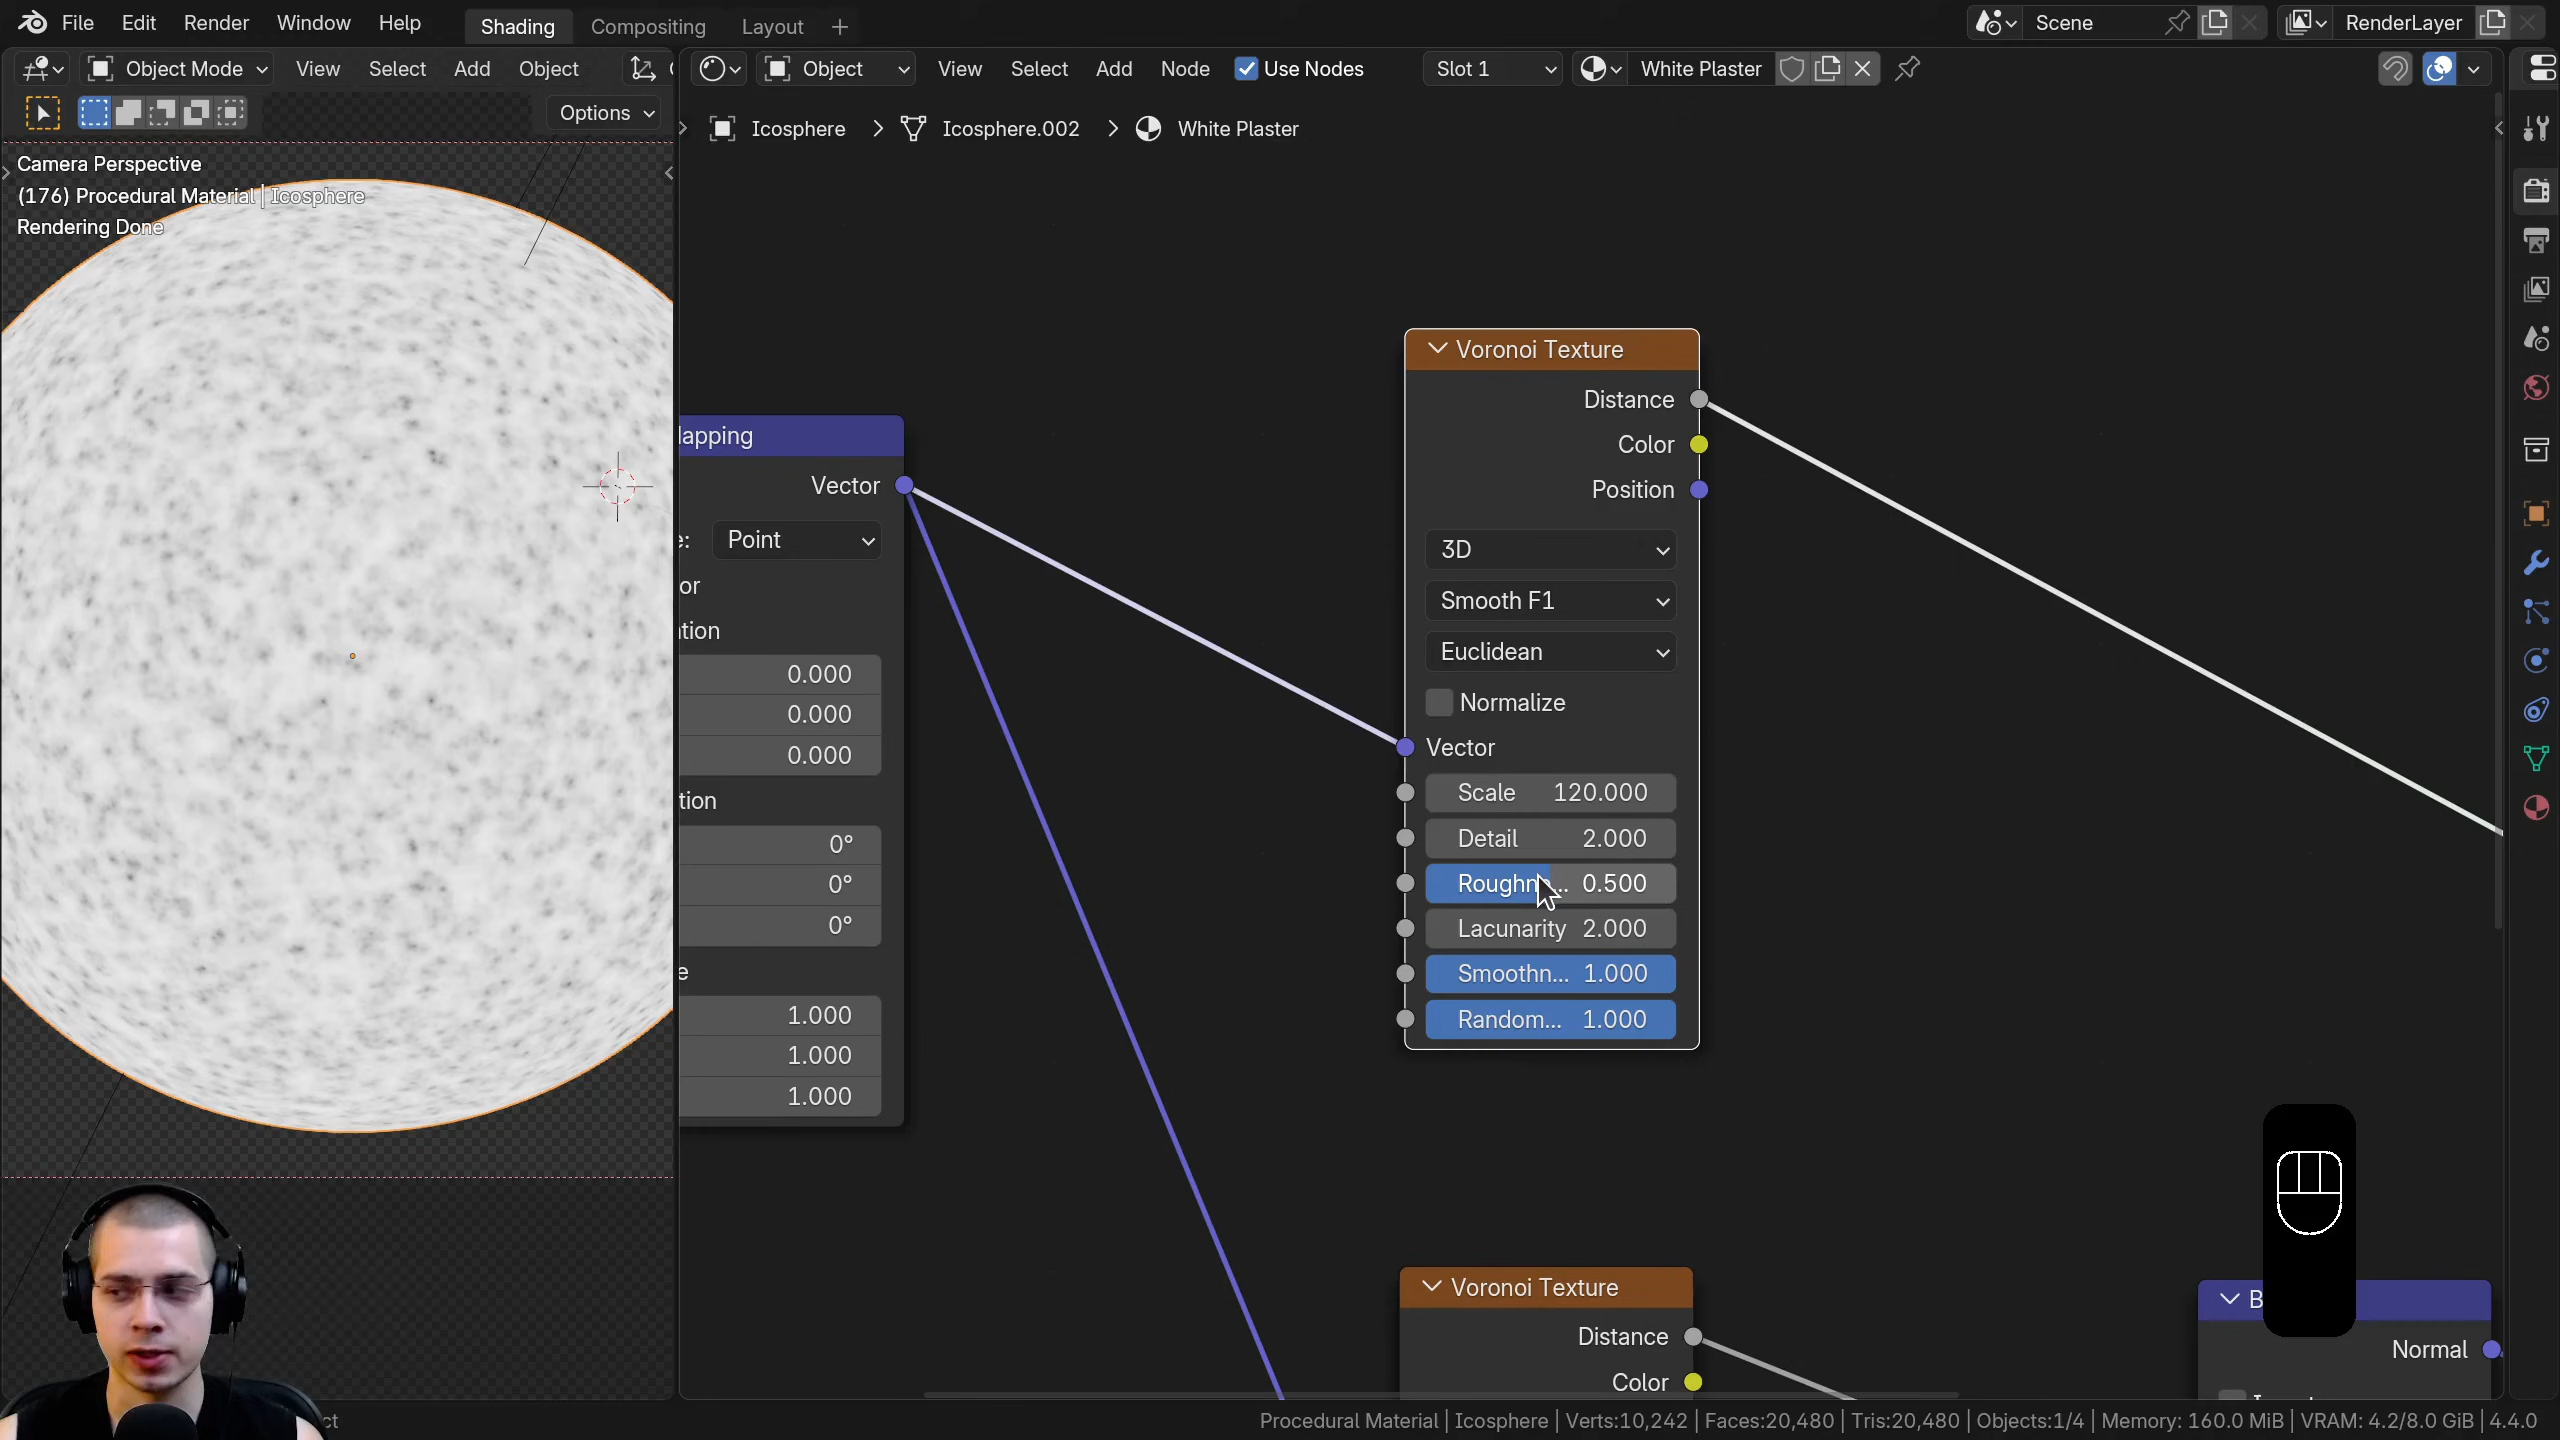 File Edit Render Window Help Shading Compositing Layout + Scene RenderLayer
Object Mode View Select Add Object
Object View Select Add Node Use Nodes Slot 1 White Plaster
Options
Icosphere > Icosphere.002 > White Plaster
Camera Perspective
(176) Procedural Material | Icosphere
Rendering Done
lapping
Vector
e: Point
or
ation
0.000
0.000
0.000
tion
0°
0°
0°
e
1.000
1.000
1.000
Voronoi Texture
Distance
Color
Position
3D
Smooth F1
Euclidean
Normalize
Vector
Scale 120.000
Detail 2.000
Roughn... 0.500
Lacunarity 2.000
Smoothn... 1.000
Random... 1.000
Voronoi Texture
Distance
Color
B
Normal
ct
Procedural Material | Icosphere | Verts:10,242 | Faces:20,480 | Tris:20,480 | Objects:1/4 | Memory: 160.0 MiB | VRAM: 4.2/8.0 GiB | 4.4.0